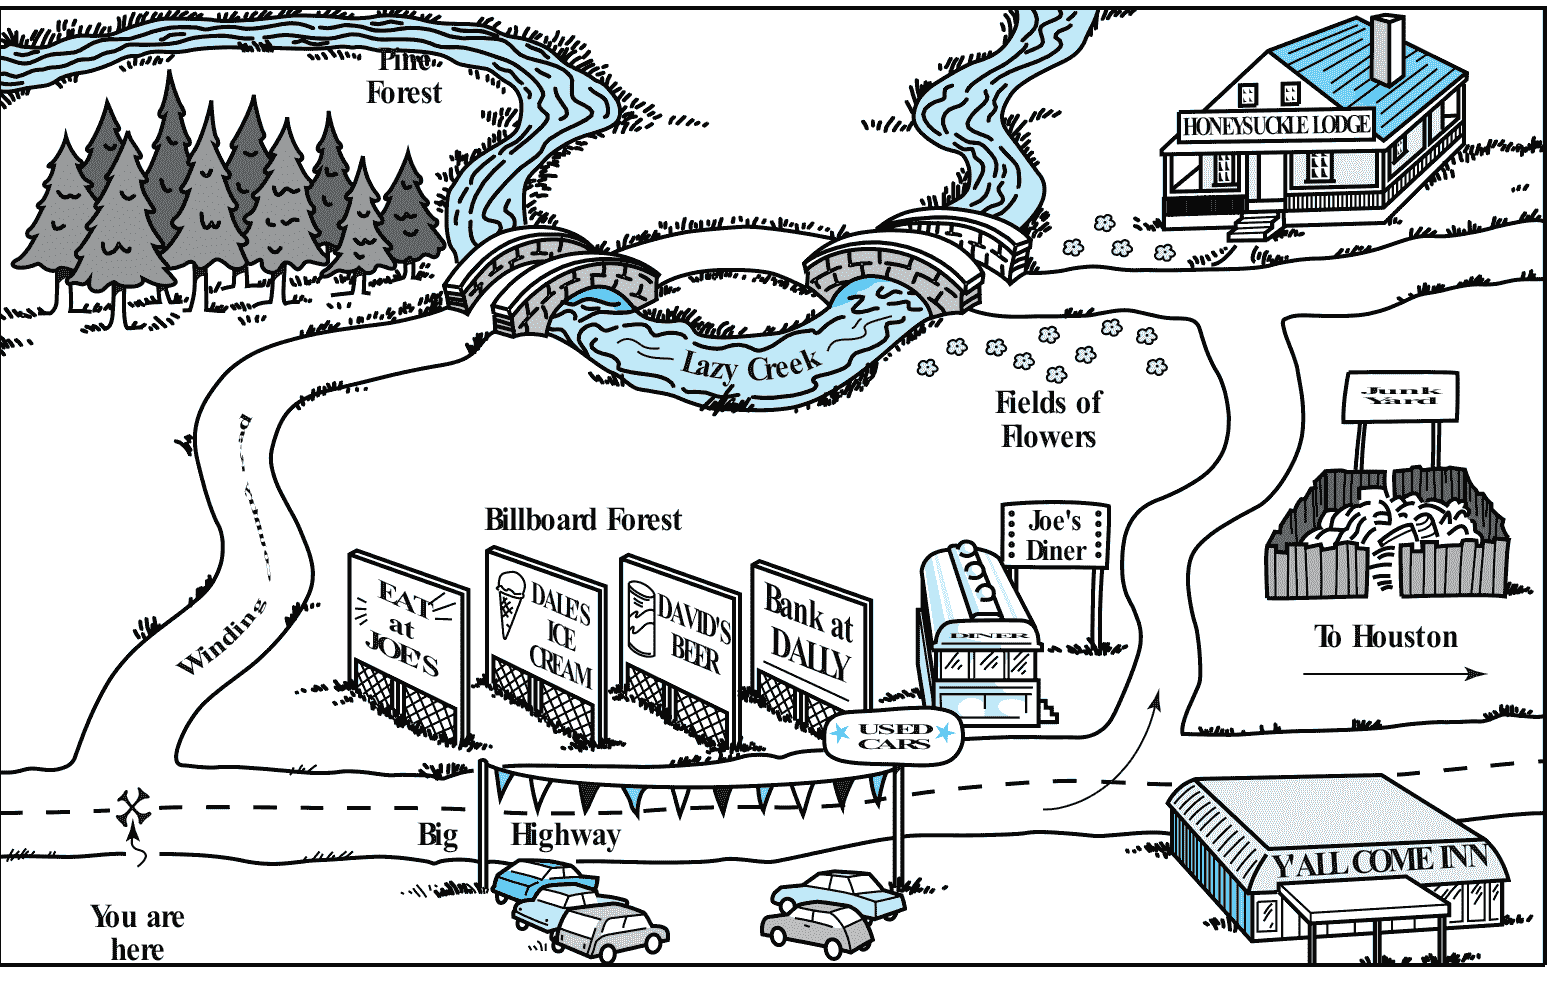 Pine
Forest
HONEYSUCKLE LODGE
Lazy Creek
Fields of
Flowers
Junk
Yard
Winding Country Road
Billboard Forest
Joe's
Diner
EAT
at
JOE'S
DALE'S
ICE
CREAM
DAVID'S
BEER
Bank at
DALLY
DINER
To Houston
USED
CARS
Big Highway
Y'ALL COME INN
You are
here